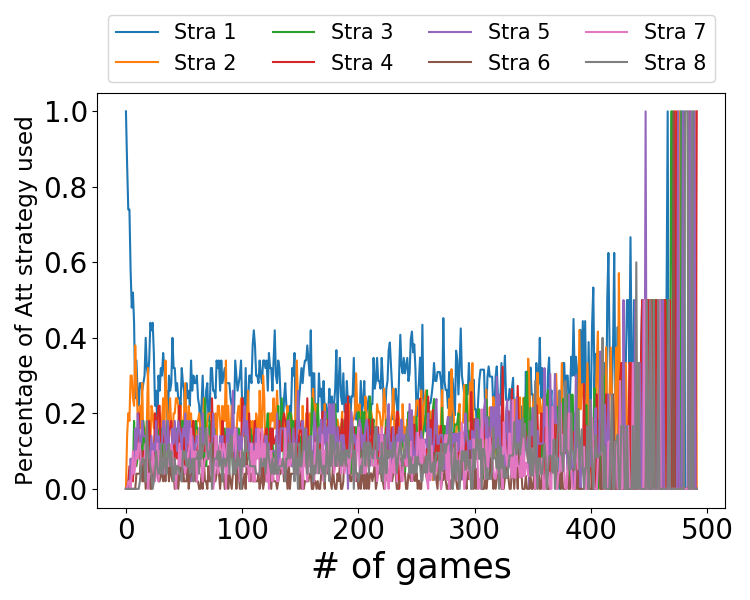 Stra 1 Stra 3 Stra 5 Stra 7
Stra 2 Stra 4 Stra 6 Stra 8
Percentage of Att strategy used
1.0
0.8
0.6
0.4
0.2
0.0
0 100 200 300 400 500
# of games